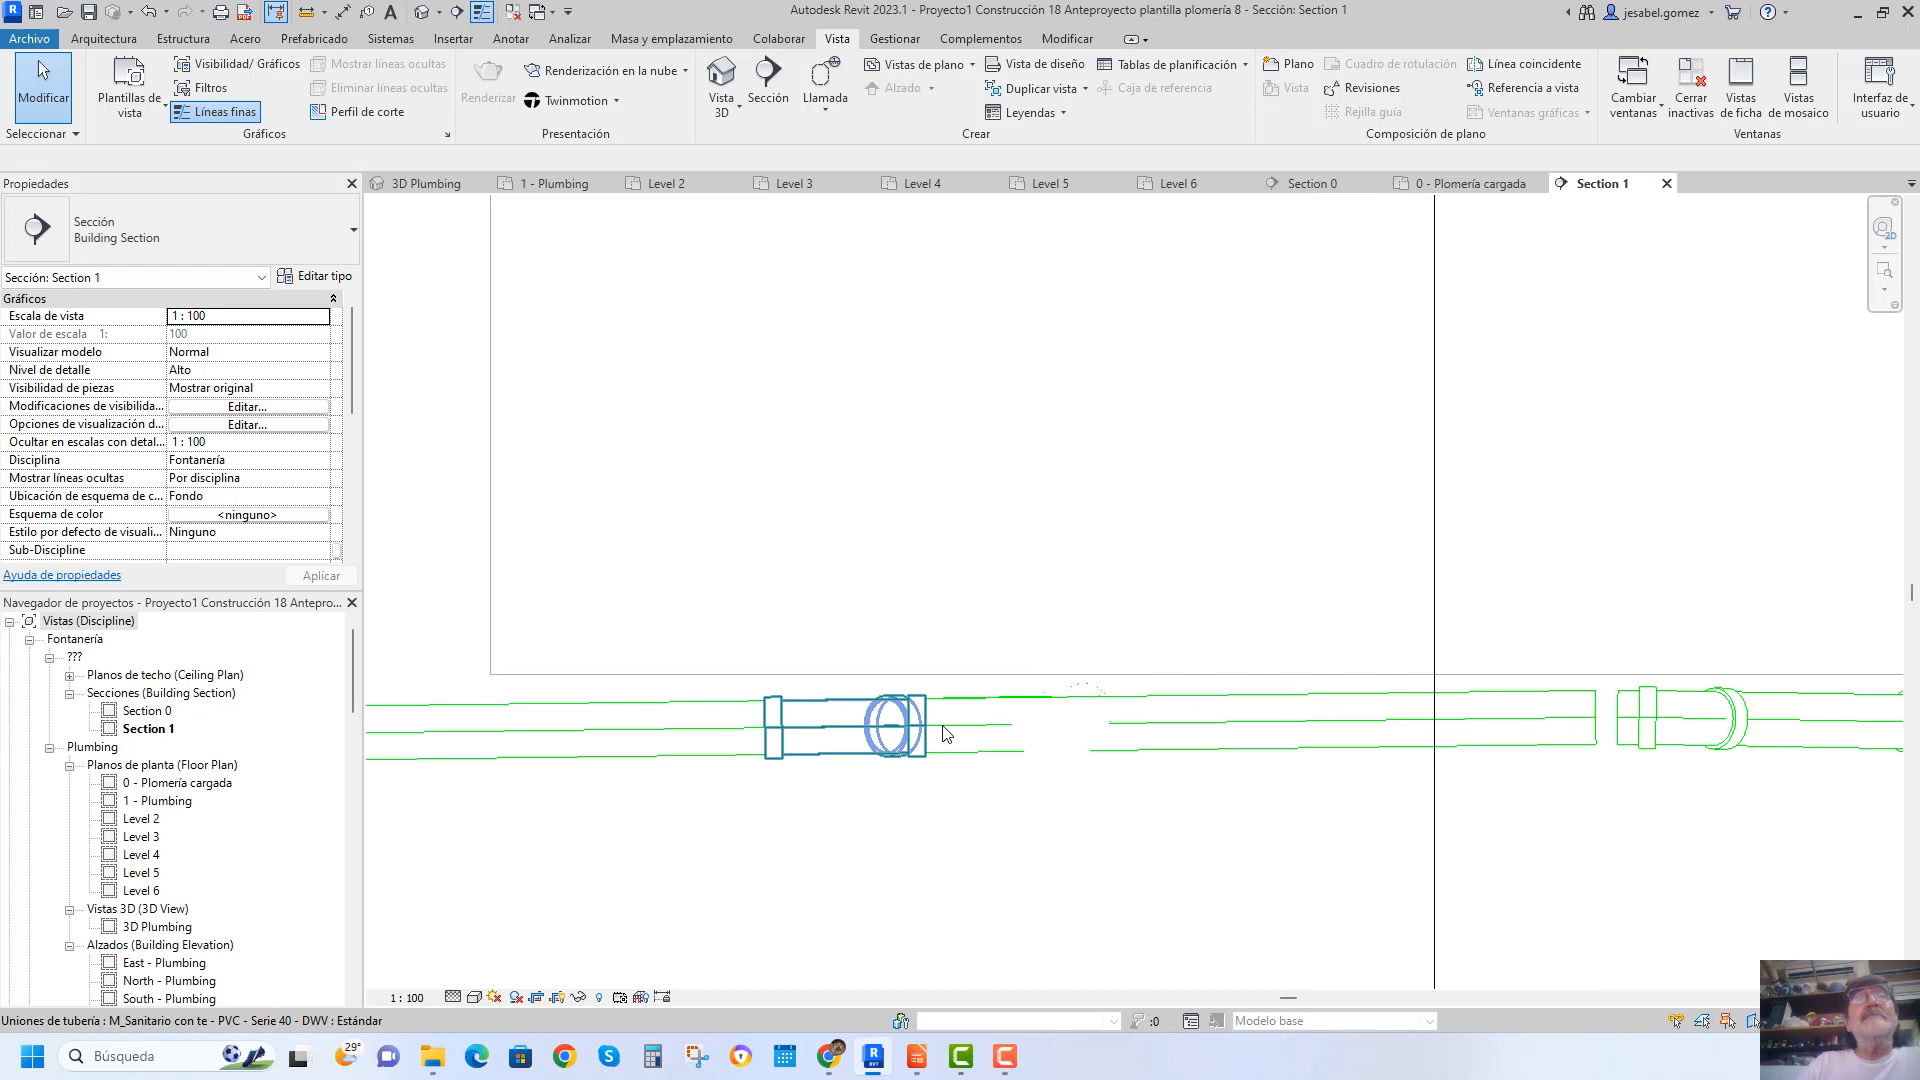 Autodesk Revit 2023.1 - Proyecto1 Construcción 18 Anteproyecto plantilla plomería 8 - Sección: Section 1
jesabel.gomez
Archivo Arquitectura Estructura Acero Prefabricado Sistemas Insertar Anotar Analizar Masa y emplazamiento Colaborar Vista Gestionar Complementos Modificar
Modificar
Seleccionar
Plantillas de vista
Visibilidad/ Gráficos
Filtros
Líneas finas
Mostrar líneas ocultas
Eliminar líneas ocultas
Perfil de corte
Gráficos
Renderizar
Renderización en la nube
Twinmotion
Presentación
Vista 3D
Sección
Llamada
Vistas de plano
Alzado
Vista de diseño
Duplicar vista
Leyendas
Tablas de planificación
Caja de referencia
Crear
Plano
Vista
Cuadro de rotulación
Revisiones
Rejilla guía
Línea coincidente
Referencia a vista
Ventanas gráficas
Composición de plano
Cambiar ventanas
Cerrar inactivas
Vistas de ficha
Vistas de mosaico
Ventanas
Interfaz de usuario
Propiedades
3D Plumbing 1 - Plumbing Level 2 Level 3 Level 4 Level 5 Level 6 Section 0 0 - Plomería cargada Section 1
Sección
Building Section
Sección: Section 1 Editar tipo
Gráficos
Escala de vista 1 : 100
Valor de escala 1: 100
Visualizar modelo Normal
Nivel de detalle Alto
Visibilidad de piezas Mostrar original
Modificaciones de visibilida... Editar...
Opciones de visualización d... Editar...
Ocultar en escalas con detal... 1 : 100
Disciplina Fontanería
Mostrar líneas ocultas Por disciplina
Ubicación de esquema de c... Fondo
Esquema de color <ninguno>
Estilo por defecto de visuali... Ninguno
Sub-Discipline
Ayuda de propiedades Aplicar
Navegador de proyectos - Proyecto1 Construcción 18 Antepro...
Vistas (Discipline)
Fontanería
???
Planos de techo (Ceiling Plan)
Secciones (Building Section)
Section 0
Section 1
Plumbing
Planos de planta (Floor Plan)
0 - Plomería cargada
1 - Plumbing
Level 2
Level 3
Level 4
Level 5
Level 6
Vistas 3D (3D View)
3D Plumbing
Alzados (Building Elevation)
East - Plumbing
North - Plumbing
South - Plumbing
2D
1 : 100
Uniones de tubería : M_Sanitario con te - PVC - Serie 40 - DWV : Estándar
:0
Modelo base
Búsqueda
29°